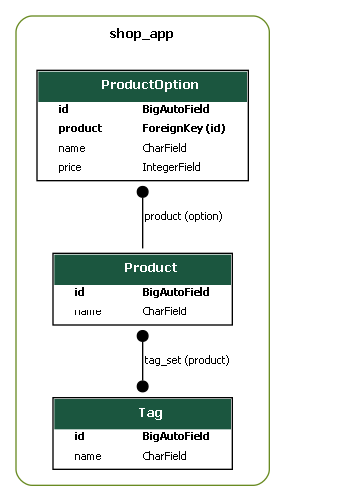 shop_app
ProductOption
id BigAutoField
product ForeignKey (id)
name CharField
price IntegerField
product (option)
Product
id BigAutoField
name CharField
tag_set (product)
Tag
id BigAutoField
name CharField